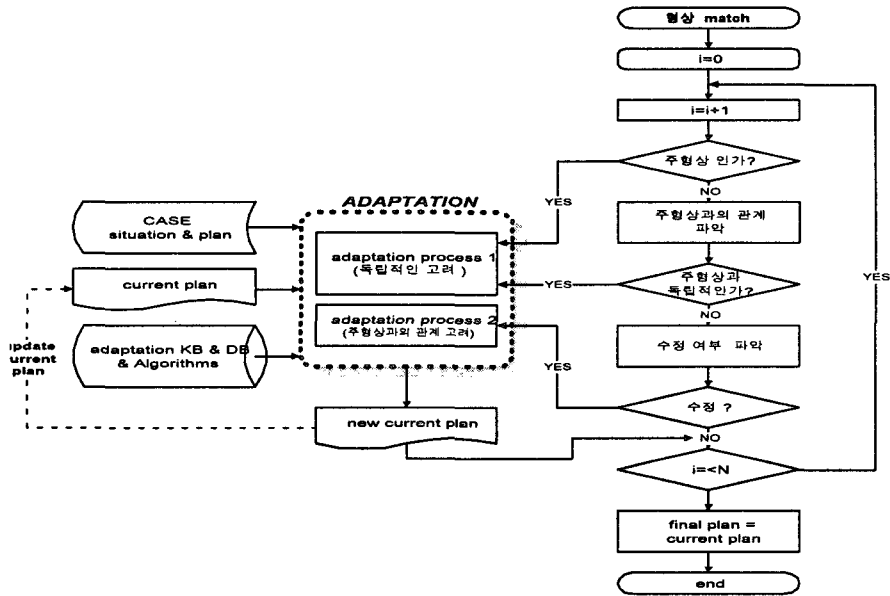 형상 match
i=0
i=i+1
주형상 인가?
NO
YES
주형상과의 관계
파악
주형상과
독립적인가?
YES
NO
YES
수정 여부 파악
수정 ?
YES
NO
i=<N
final plan =
current plan
end
ADAPTATION
adaptation process 1
(독립적인 고려 )
adaptation process 2
(주형상과의 관계 고려)
CASE
situation & plan
current plan
adaptation KB & DB
& Algorithms
update
current
plan
new current plan